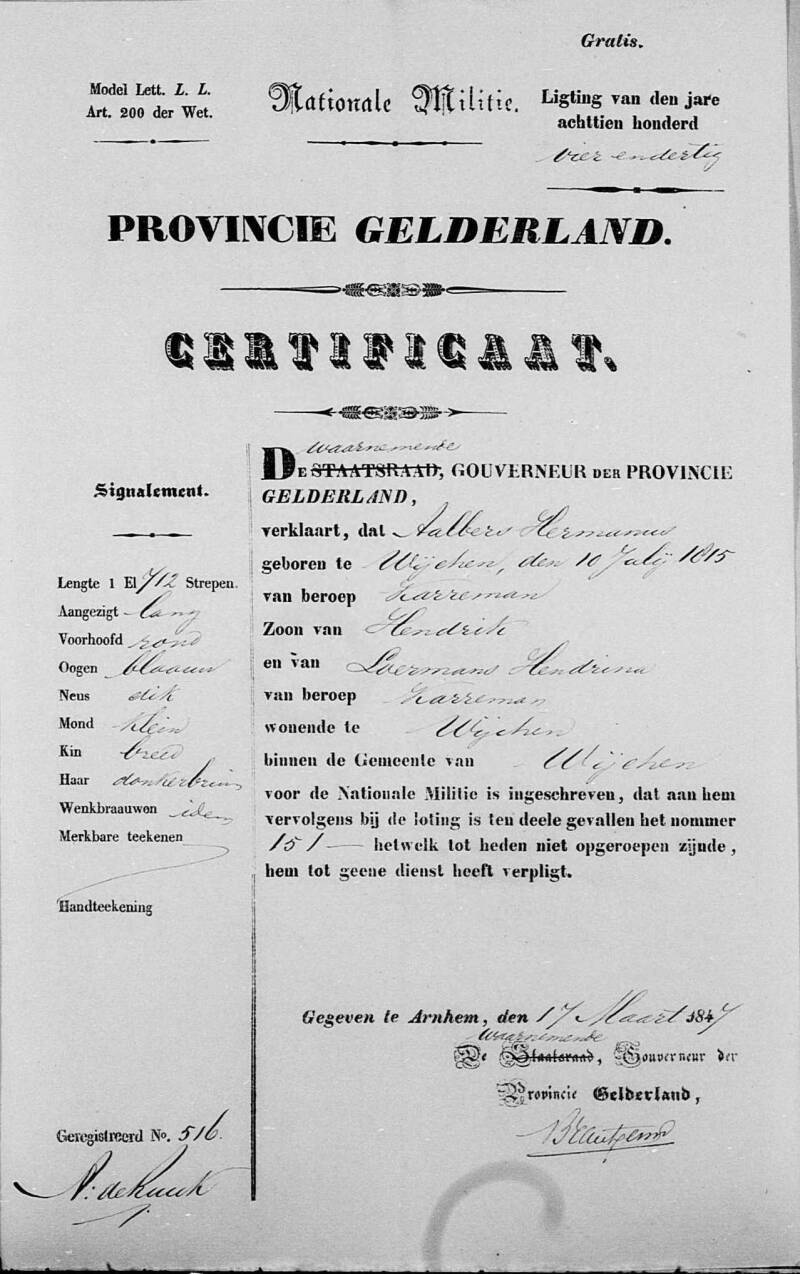 Gratis.
Model Lett. L. L.
Art. 200 der Wet.
Nationale Militie.
Ligting van den jare
achttien honderd
vier endertig
PROVINCIE GELDERLAND.
CERTIFICAAT.
Signalement.
Lengte 1 El 712 Strepen.
Aangezigt lang
Voorhoofd rond
Oogen blaauw
Neus dik
Mond klein
Kin breed
Haar donkerbruin
Wenkbraauwen idem
Merkbare teekenen
Handteekening
waarnemende
DE STAATSRAAD, GOUVERNEUR DER PROVINCIE
GELDERLAND,
verklaart, dat Aalbers Hermanus
geboren te Wijchen, den 10 Julij 1815
van beroep Karreman
Zoon van Hendrik
en van Loermans Hendrina
van beroep Karreman
wonende te Wijchen
binnen de Gemeente van Wijchen
voor de Nationale Militie is ingeschreven, dat aan hem
vervolgens bij de loting is ten deele gevallen het nommer
151 — hetwelk tot heden niet opgeroepen zijnde,
hem tot geene dienst heeft verpligt.
Gegeven te Arnhem, den 17 Maart 1847
waarnemende
De Staatsraad, Gouverneur der
Provincie Gelderland,
Geregistreerd No. 516.